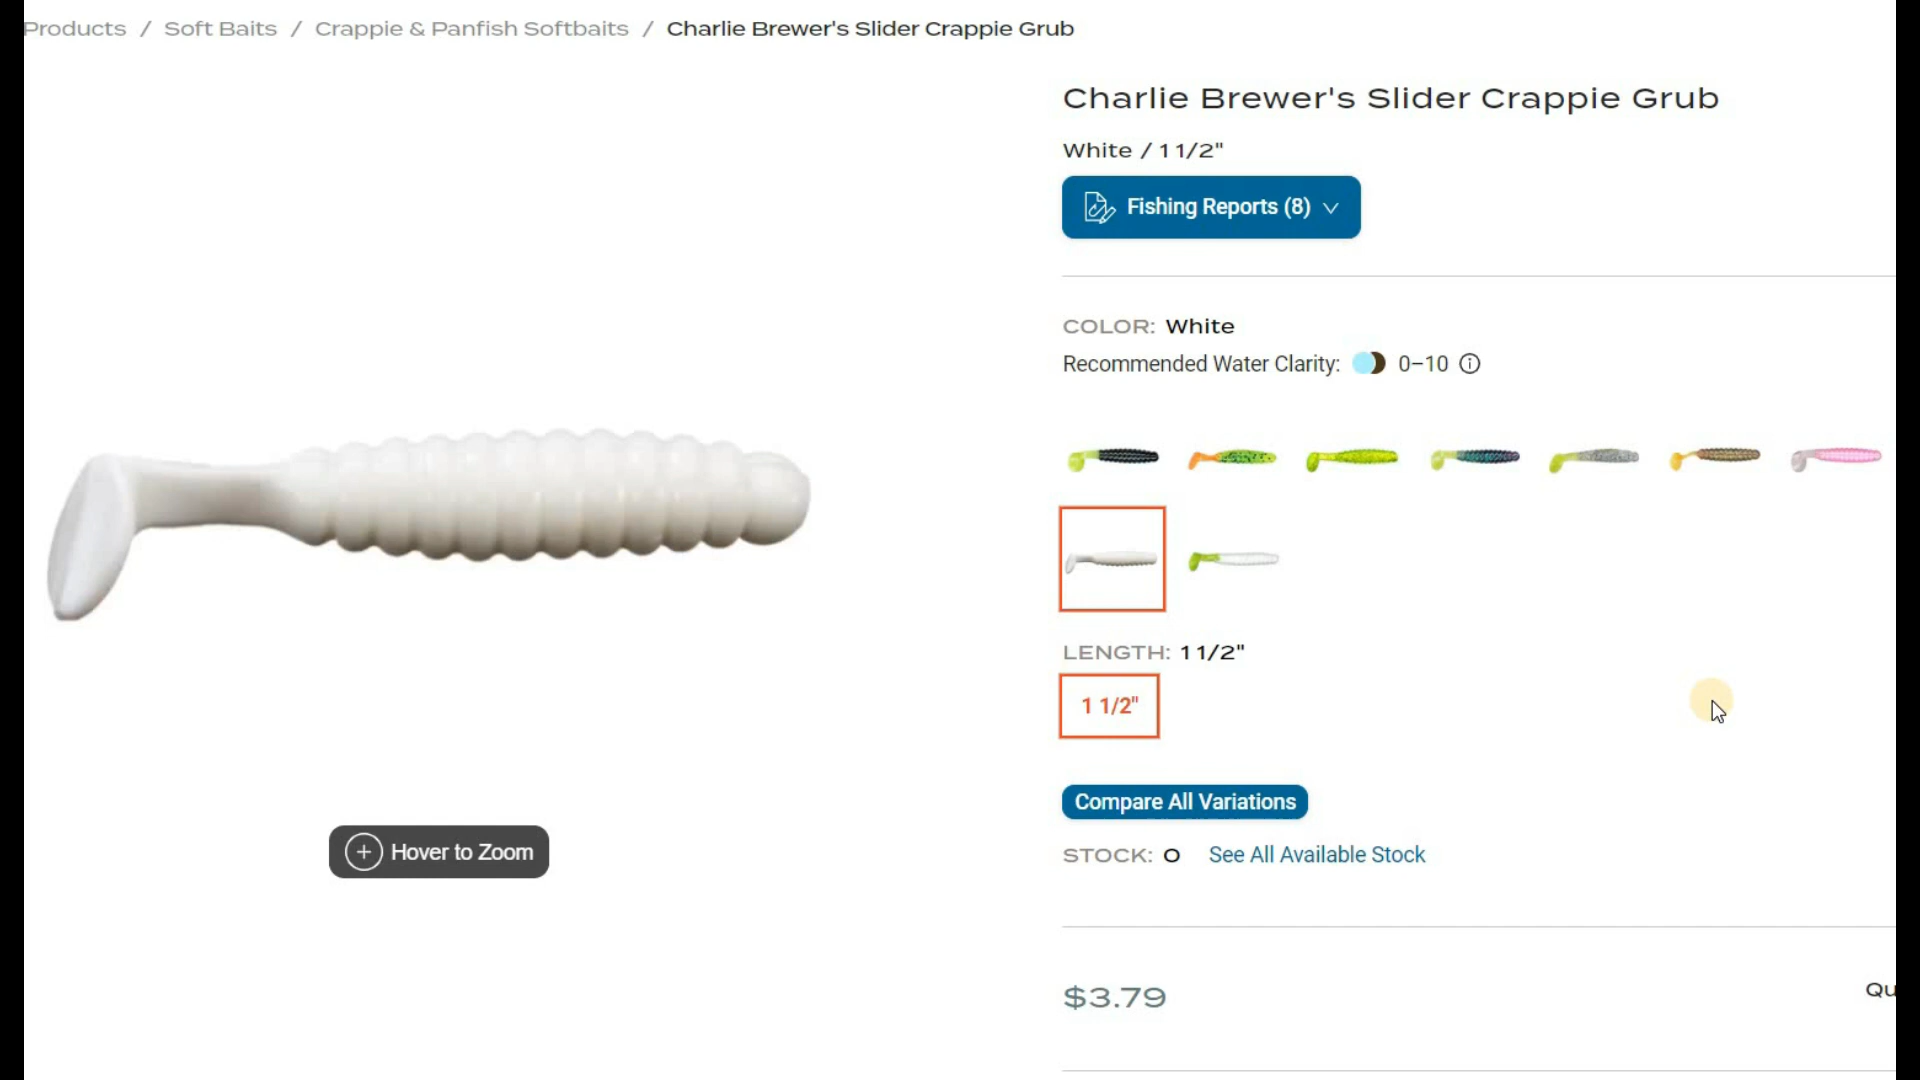 Products / Soft Baits / Crappie & Panfish Softbaits / Charlie Brewer's Slider Crappie Grub
Charlie Brewer's Slider Crappie Grub
White / 1 1/2"
Fishing Reports (8)
COLOR: White
Recommended Water Clarity: 0–10
LENGTH: 1 1/2"
1 1/2"
Compare All Variations
STOCK: 0 See All Available Stock
Hover to Zoom
$3.79
Qu